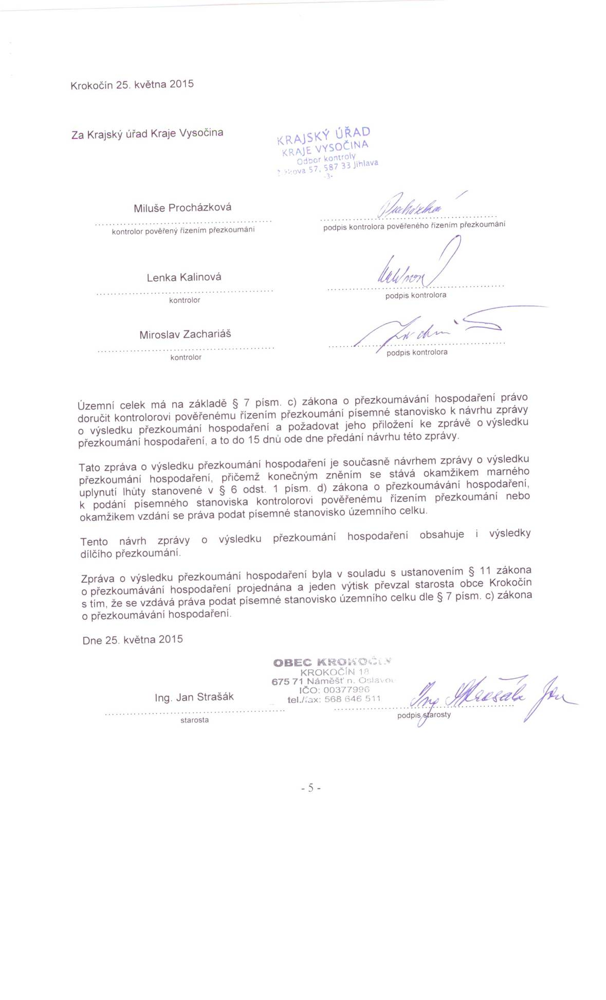 Krokočín 25. května 2015
Za Krajský úřad Kraje Vysočina
KRAJSKÝ ÚŘAD
KRAJE VYSOČINA
Odbor kontroly
57, 587 33 Jihlava
-3-
Miluše Procházková
kontrolor pověřený řízením přezkoumání
Procházková
podpis kontrolora pověřeného řízením přezkoumání
Lenka Kalinová
kontrolor
Kalinová
podpis kontrolora
Miroslav Zachariáš
kontrolor
podpis kontrolora
Územní celek má na základě § 7 písm. c) zákona o přezkoumávání hospodaření právo
doručit kontrolorovi pověřenému řízením přezkoumání písemné stanovisko k návrhu zprávy
o výsledku přezkoumání hospodaření a požadovat jeho přiložení ke zprávě o výsledku
přezkoumání hospodaření, a to do 15 dnů ode dne předání návrhu této zprávy.
Tato zpráva o výsledku přezkoumání hospodaření je současně návrhem zprávy o výsledku
přezkoumání hospodaření, přičemž konečným zněním se stává okamžikem marného
uplynutí lhůty stanovené v § 6 odst. 1 písm. d) zákona o přezkoumávání hospodaření,
k podání písemného stanoviska kontrolorovi pověřenému řízením přezkoumání nebo
okamžikem vzdání se práva podat písemné stanovisko územního celku.
Tento návrh zprávy o výsledku přezkoumání hospodaření obsahuje i výsledky
dílčího přezkoumání.
Zpráva o výsledku přezkoumání hospodaření byla v souladu s ustanovením § 11 zákona
o přezkoumávání hospodaření projednána a jeden výtisk převzal starosta obce Krokočín
s tím, že se vzdává práva podat písemné stanovisko územního celku dle § 7 písm. c) zákona
o přezkoumávání hospodaření.
Dne 25. května 2015
OBEC KROKOČÍN
KROKOČÍN 18
675 71 Náměšť n. Oslavou
IČO: 00377996
tel./fax: 568 646 511
Ing. Jan Strašák
starosta
Ing Strašák Jan
podpis starosty
- 5 -